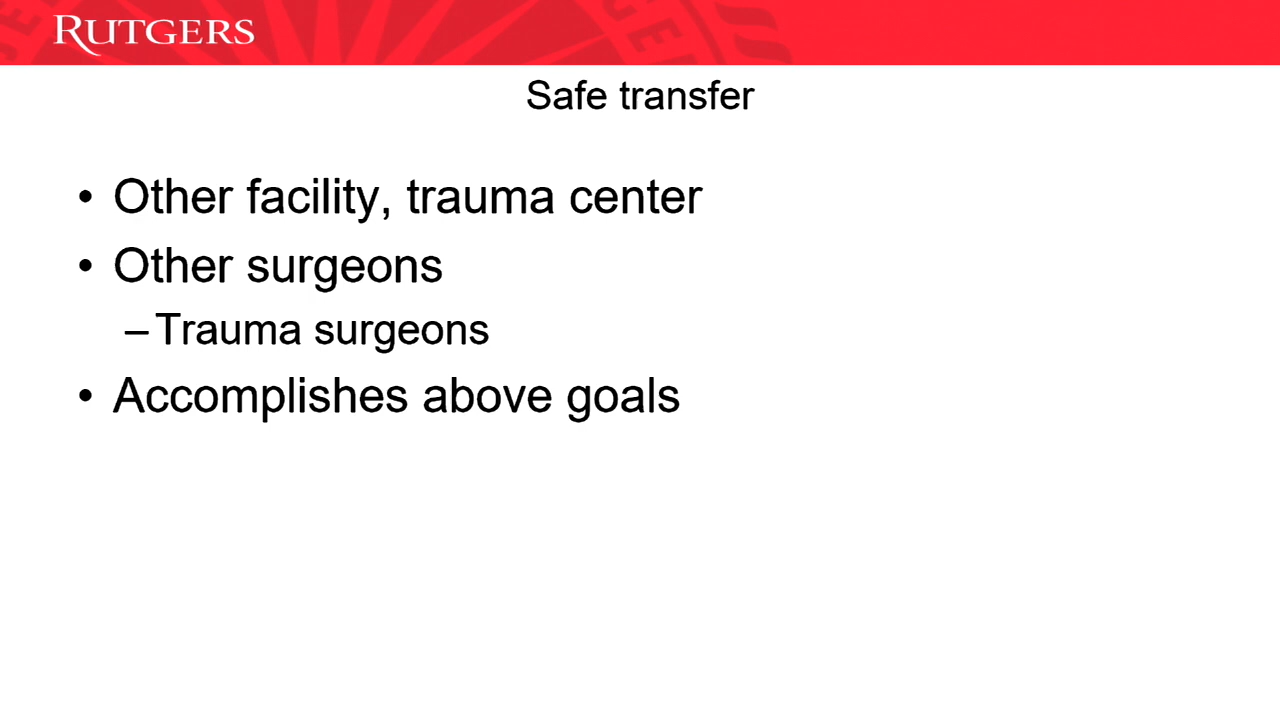 RUTGERS
Safe transfer
• Other facility, trauma center
• Other surgeons
– Trauma surgeons
• Accomplishes above goals